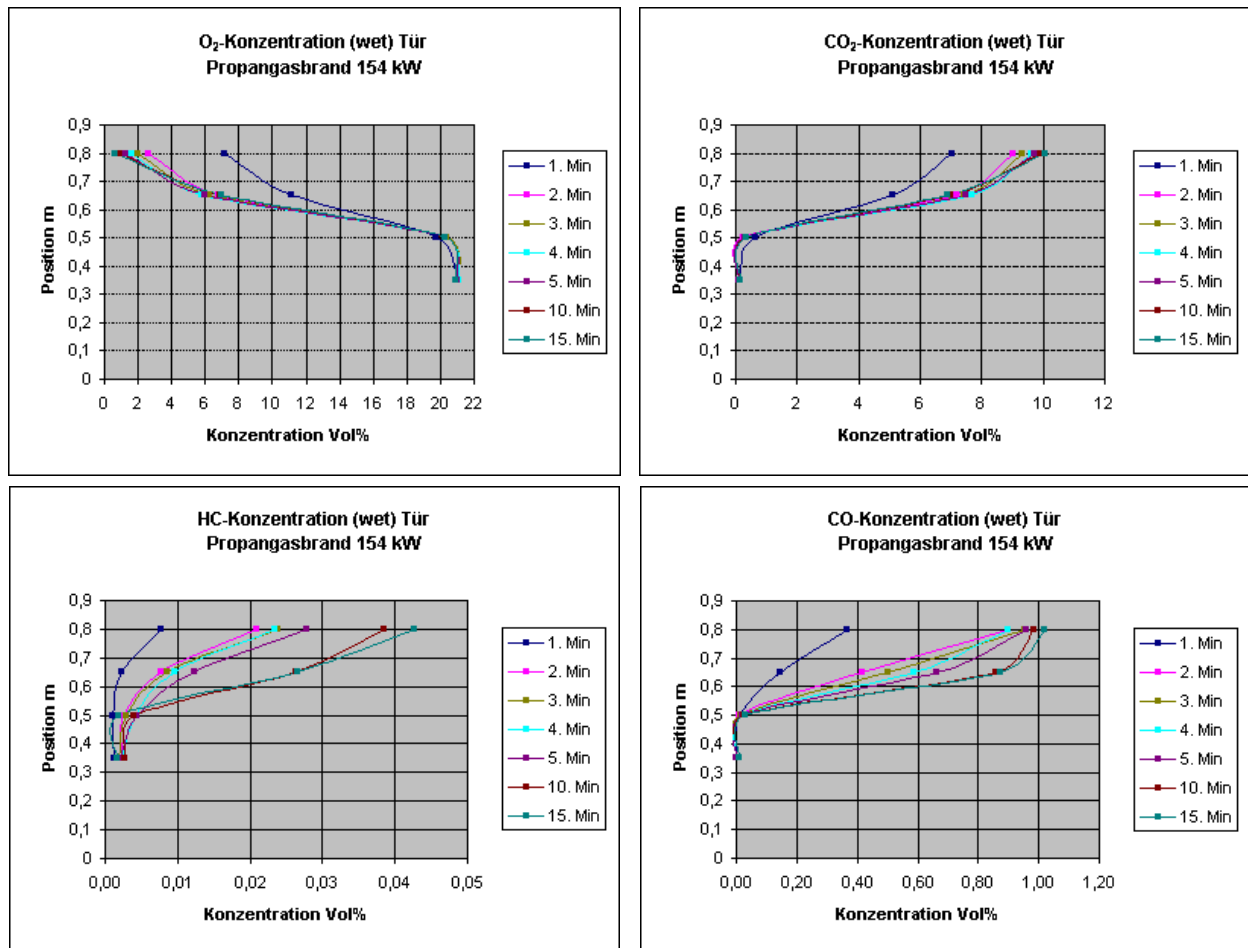 O₂-Konzentration (wet) Tür
Propangasbrand 154 kW
0,9
0,8
0,7
0,6
0,5
0,4
0,3
0,2
0,1
0
Position m
0 2 4 6 8 10 12 14 16 18 20 22
Konzentration Vol%
1. Min
2. Min
3. Min
4. Min
5. Min
10. Min
15. Min
CO₂-Konzentration (wet) Tür
Propangasbrand 154 kW
0,9
0,8
0,7
0,6
0,5
0,4
0,3
0,2
0,1
0
Position m
0 2 4 6 8 10 12
Konzentration Vol%
1. Min
2. Min
3. Min
4. Min
5. Min
10. Min
15. Min
HC-Konzentration (wet) Tür
Propangasbrand 154 kW
0,9
0,8
0,7
0,6
0,5
0,4
0,3
0,2
0,1
0
Position m
0,00 0,01 0,02 0,03 0,04 0,05
Konzentration Vol%
1. Min
2. Min
3. Min
4. Min
5. Min
10. Min
15. Min
CO-Konzentration (wet) Tür
Propangasbrand 154 kW
0,9
0,8
0,7
0,6
0,5
0,4
0,3
0,2
0,1
0
Position m
0,00 0,20 0,40 0,60 0,80 1,00 1,20
Konzentration Vol%
1. Min
2. Min
3. Min
4. Min
5. Min
10. Min
15. Min